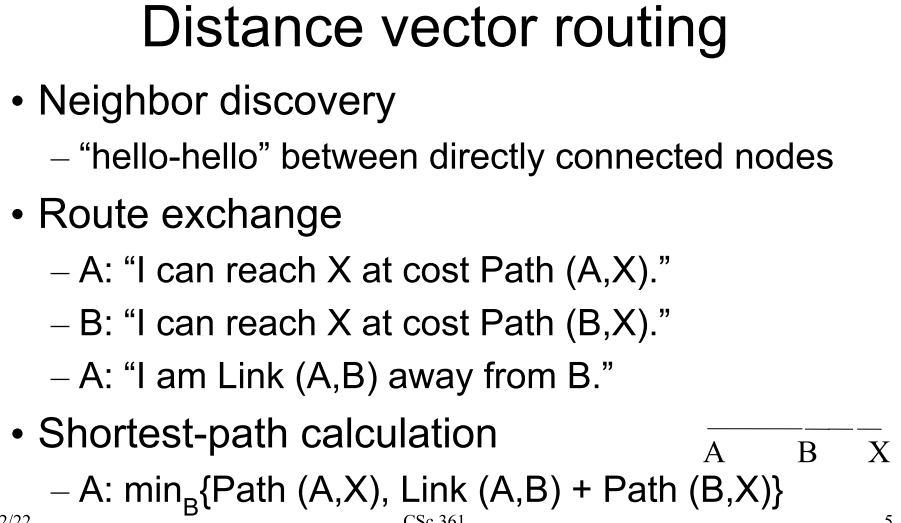 Distance vector routing
• Neighbor discovery
– “hello-hello” between directly connected nodes
• Route exchange
– A: “I can reach X at cost Path (A,X).”
– B: “I can reach X at cost Path (B,X).”
– A: “I am Link (A,B) away from B.”
• Shortest-path calculation
A B X
– A: minB{Path (A,X), Link (A,B) + Path (B,X)}
2/22 CSc 361 5